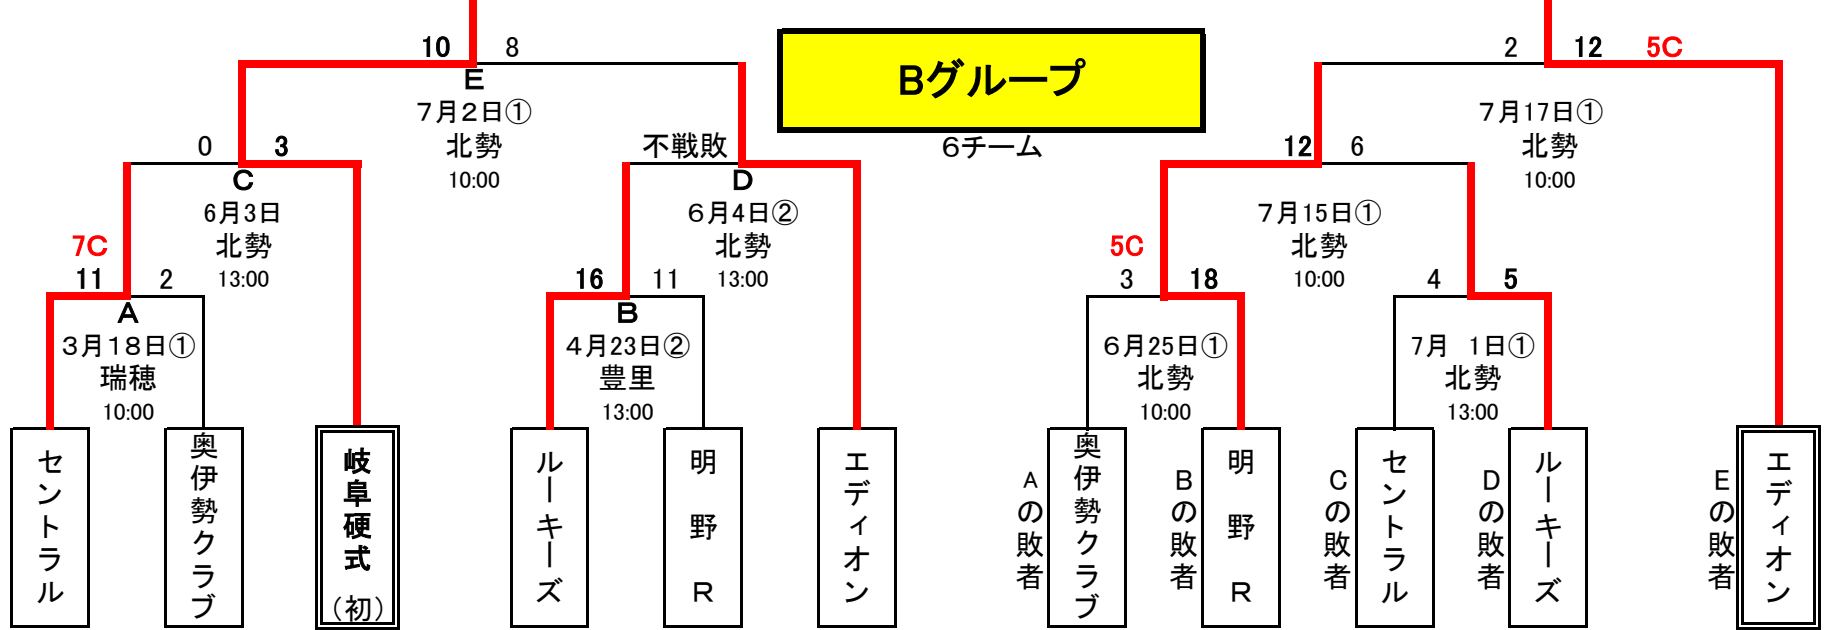 Bグループ
6チーム
10 8
E
7月2日①
北勢
10:00
0 3
C
6月3日
北勢
13:00
不戦敗
D
6月4日②
北勢
13:00
7C
11 2
A
3月18日①
瑞穂
10:00
16 11
B
4月23日②
豊里
13:00
セントラル
奥伊勢クラブ
岐阜硬式(初)
ルーキーズ
明野R
エディオン
2 12 5C
7月17日①
北勢
10:00
12 6
7月15日①
北勢
10:00
5C
3 18
6月25日①
北勢
10:00
4 5
7月 1日①
北勢
13:00
Aの敗者
奥伊勢クラブ
Bの敗者
明野R
Cの敗者
セントラル
Dの敗者
ルーキーズ
Eの敗者
エディオン